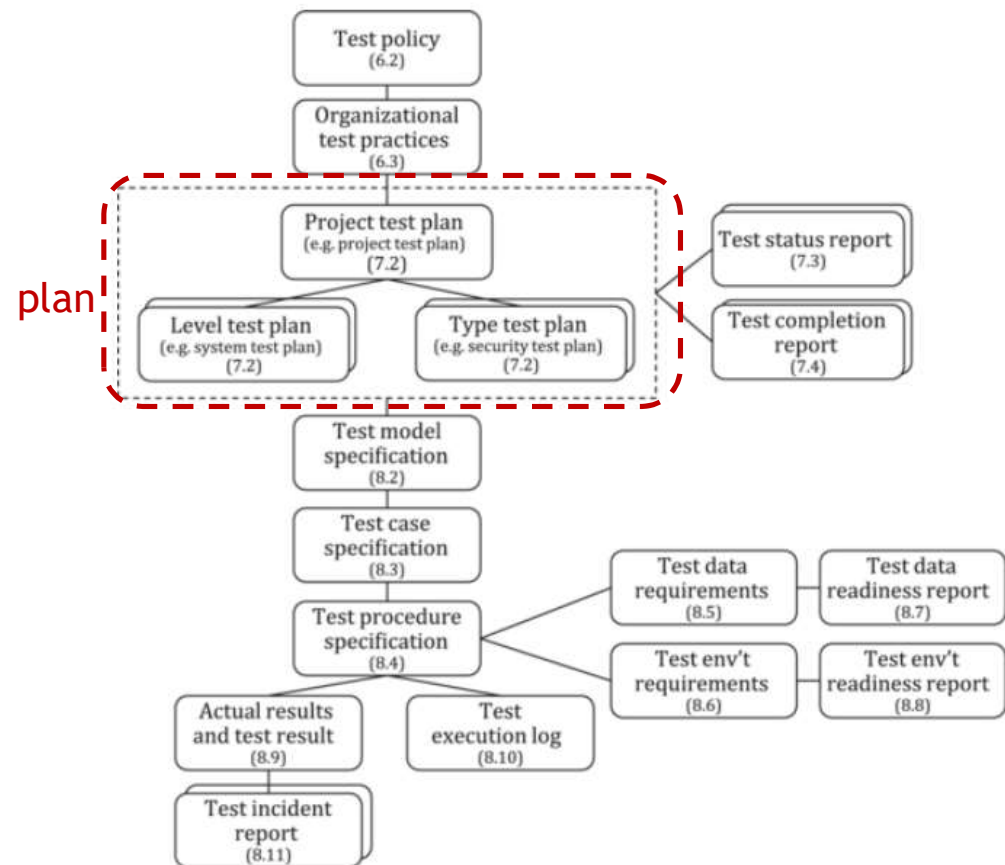 Test policy
(6.2)
Organizational
test practices
(6.3)
plan
Project test plan
(e.g. project test plan)
(7.2)
Level test plan
(e.g. system test plan)
(7.2)
Type test plan
(e.g. security test plan)
(7.2)
Test status report
(7.3)
Test completion
report
(7.4)
Test model
specification
(8.2)
Test case
specification
(8.3)
Test procedure
specification
(8.4)
Test data
requirements
(8.5)
Test data
readiness report
(8.7)
Test env't
requirements
(8.6)
Test env't
readiness report
(8.8)
Actual results
and test result
(8.9)
Test
execution log
(8.10)
Test incident
report
(8.11)